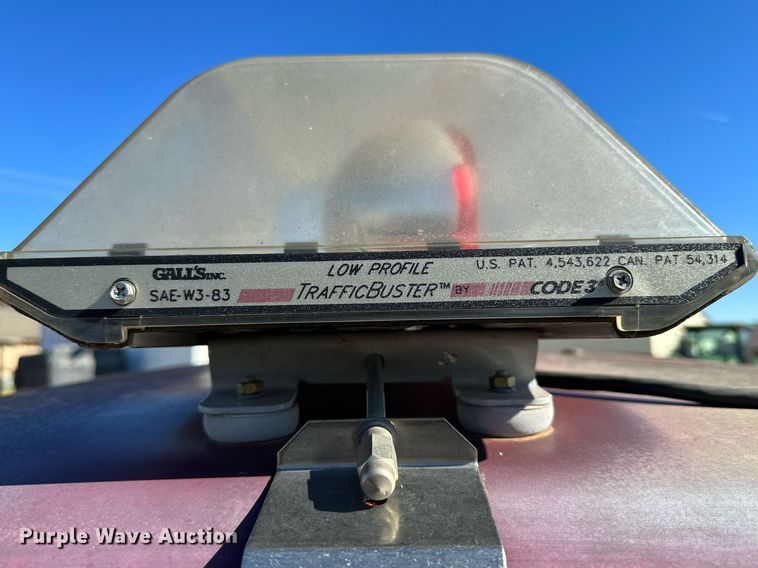 GALL'S INC.
SAE-W3-83
LOW PROFILE
TRAFFICBUSTER™ BY CODE 3®
U.S. PAT. 4,543,622 CAN. PAT 54,314
Purple Wave Auction